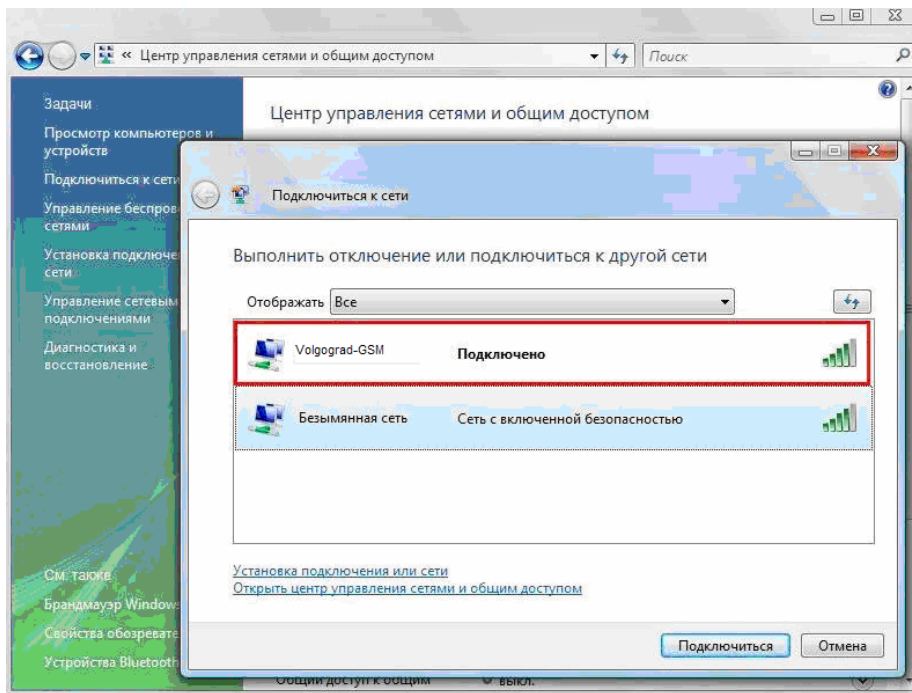 « Центр управления сетями и общим доступом
Поиск
Задачи
Просмотр компьютеров и
устройств
Подключиться к сети
Управление беспров
сетями
Установка подключе
сети
Управление сетевым
подключениями
Диагностика и
восстановление
См. также
Брандмауэр Windows
Свойства обозревате
Устройства Bluetooth
Центр управления сетями и общим доступом
Подключиться к сети
Выполнить отключение или подключиться к другой сети
Отображать Все
Volgograd-GSM Подключено
Безымянная сеть Сеть с включенной безопасностью
Установка подключения или сети
Открыть центр управления сетями и общим доступом
Подключиться Отмена
Общий доступ к общим выкл.